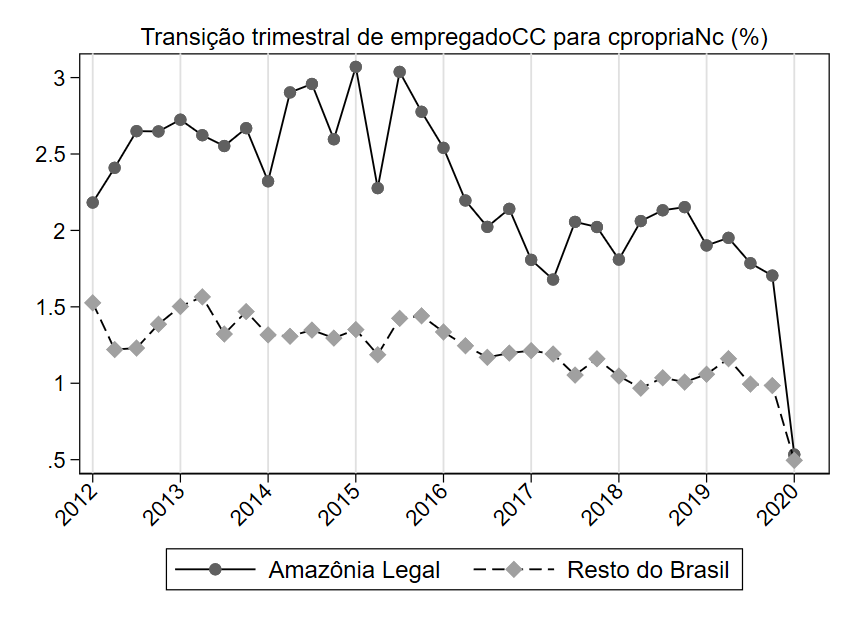 Transição trimestral de empregadoCC para cpropriaNc (%)
3
2.5
2
1.5
1
.5
2012 2013 2014 2015 2016 2017 2018 2019 2020
Amazônia Legal Resto do Brasil